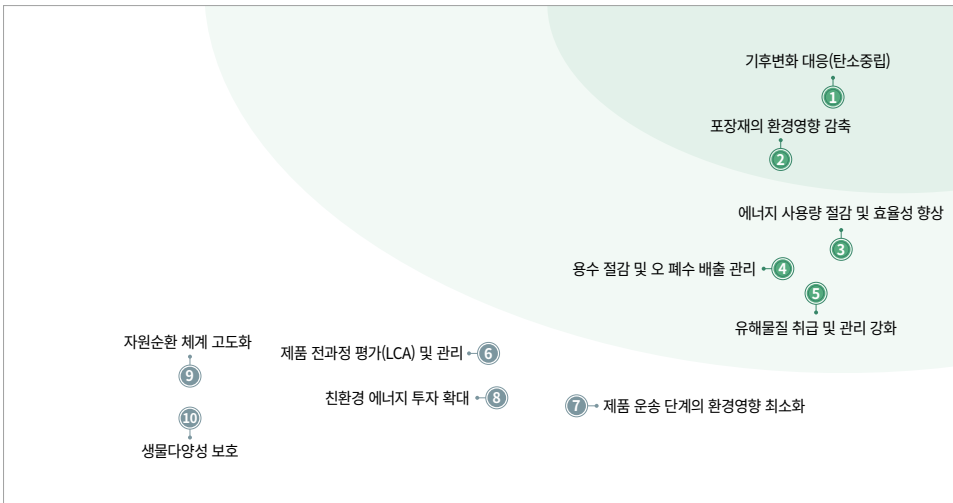 기후변화 대응(탄소중립)
1
포장재의 환경영향 감축
2
에너지 사용량 절감 및 효율성 향상
3
용수 절감 및 오 폐수 배출 관리 4
5
유해물질 취급 및 관리 강화
자원순환 체계 고도화
9
제품 전과정 평가(LCA) 및 관리 6
친환경 에너지 투자 확대 8
7 제품 운송 단계의 환경영향 최소화
10
생물다양성 보호